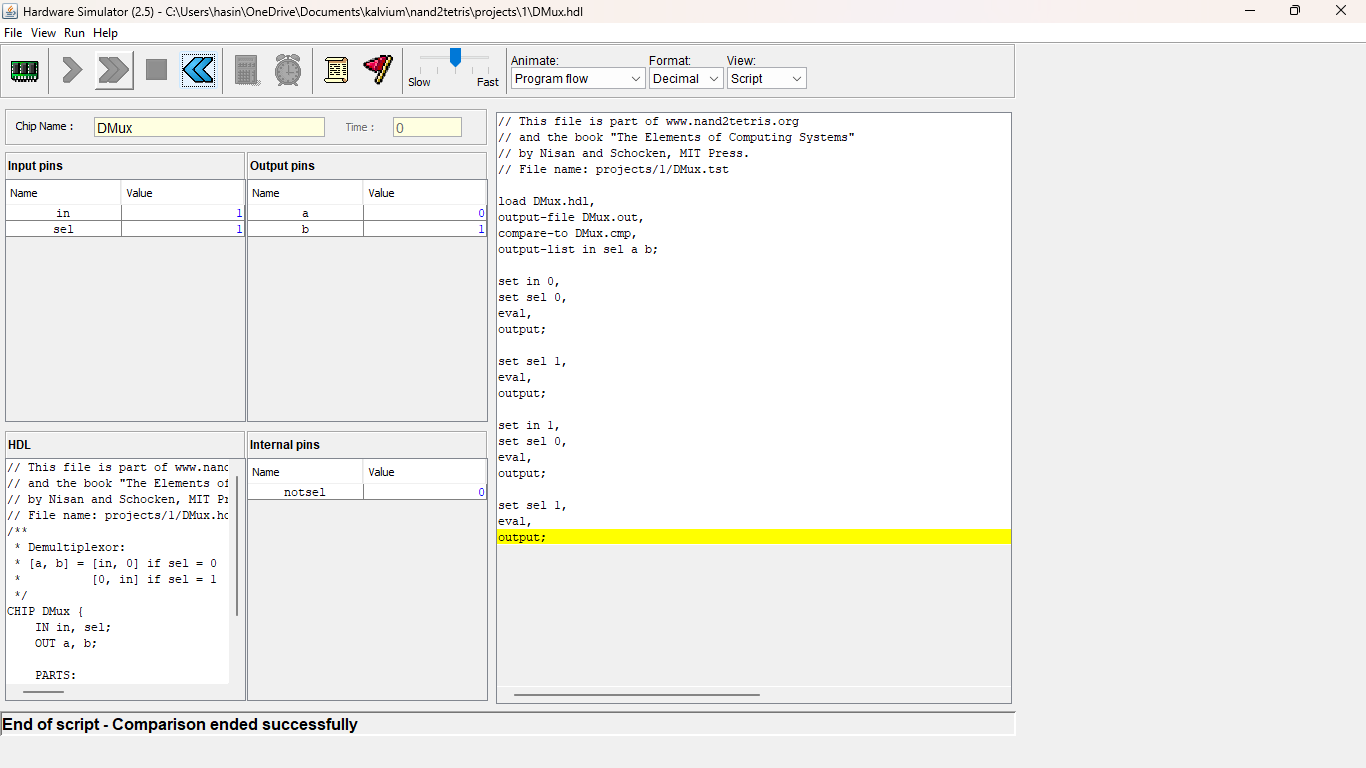 Hardware Simulator (2.5) - C:\Users\hasin\OneDrive\Documents\kalvium\nand2tetris\projects\1\DMux.hdl
File View Run Help
Slow Fast
Animate: Format: View:
Program flow Decimal Script
Chip Name : DMux Time : 0
Input pins
Name Value
in 1
sel 1
Output pins
Name Value
a 0
b 1
HDL
// This file is part of www.nanc
// and the book "The Elements of
// by Nisan and Schocken, MIT Pr
// File name: projects/1/DMux.hd
/**
* Demultiplexor:
* [a, b] = [in, 0] if sel = 0
* [0, in] if sel = 1
*/
CHIP DMux {
IN in, sel;
OUT a, b;
PARTS:
Internal pins
Name Value
notsel 0
// This file is part of www.nand2tetris.org
// and the book "The Elements of Computing Systems"
// by Nisan and Schocken, MIT Press.
// File name: projects/1/DMux.tst
load DMux.hdl,
output-file DMux.out,
compare-to DMux.cmp,
output-list in sel a b;
set in 0,
set sel 0,
eval,
output;
set sel 1,
eval,
output;
set in 1,
set sel 0,
eval,
output;
set sel 1,
eval,
output;
End of script - Comparison ended successfully